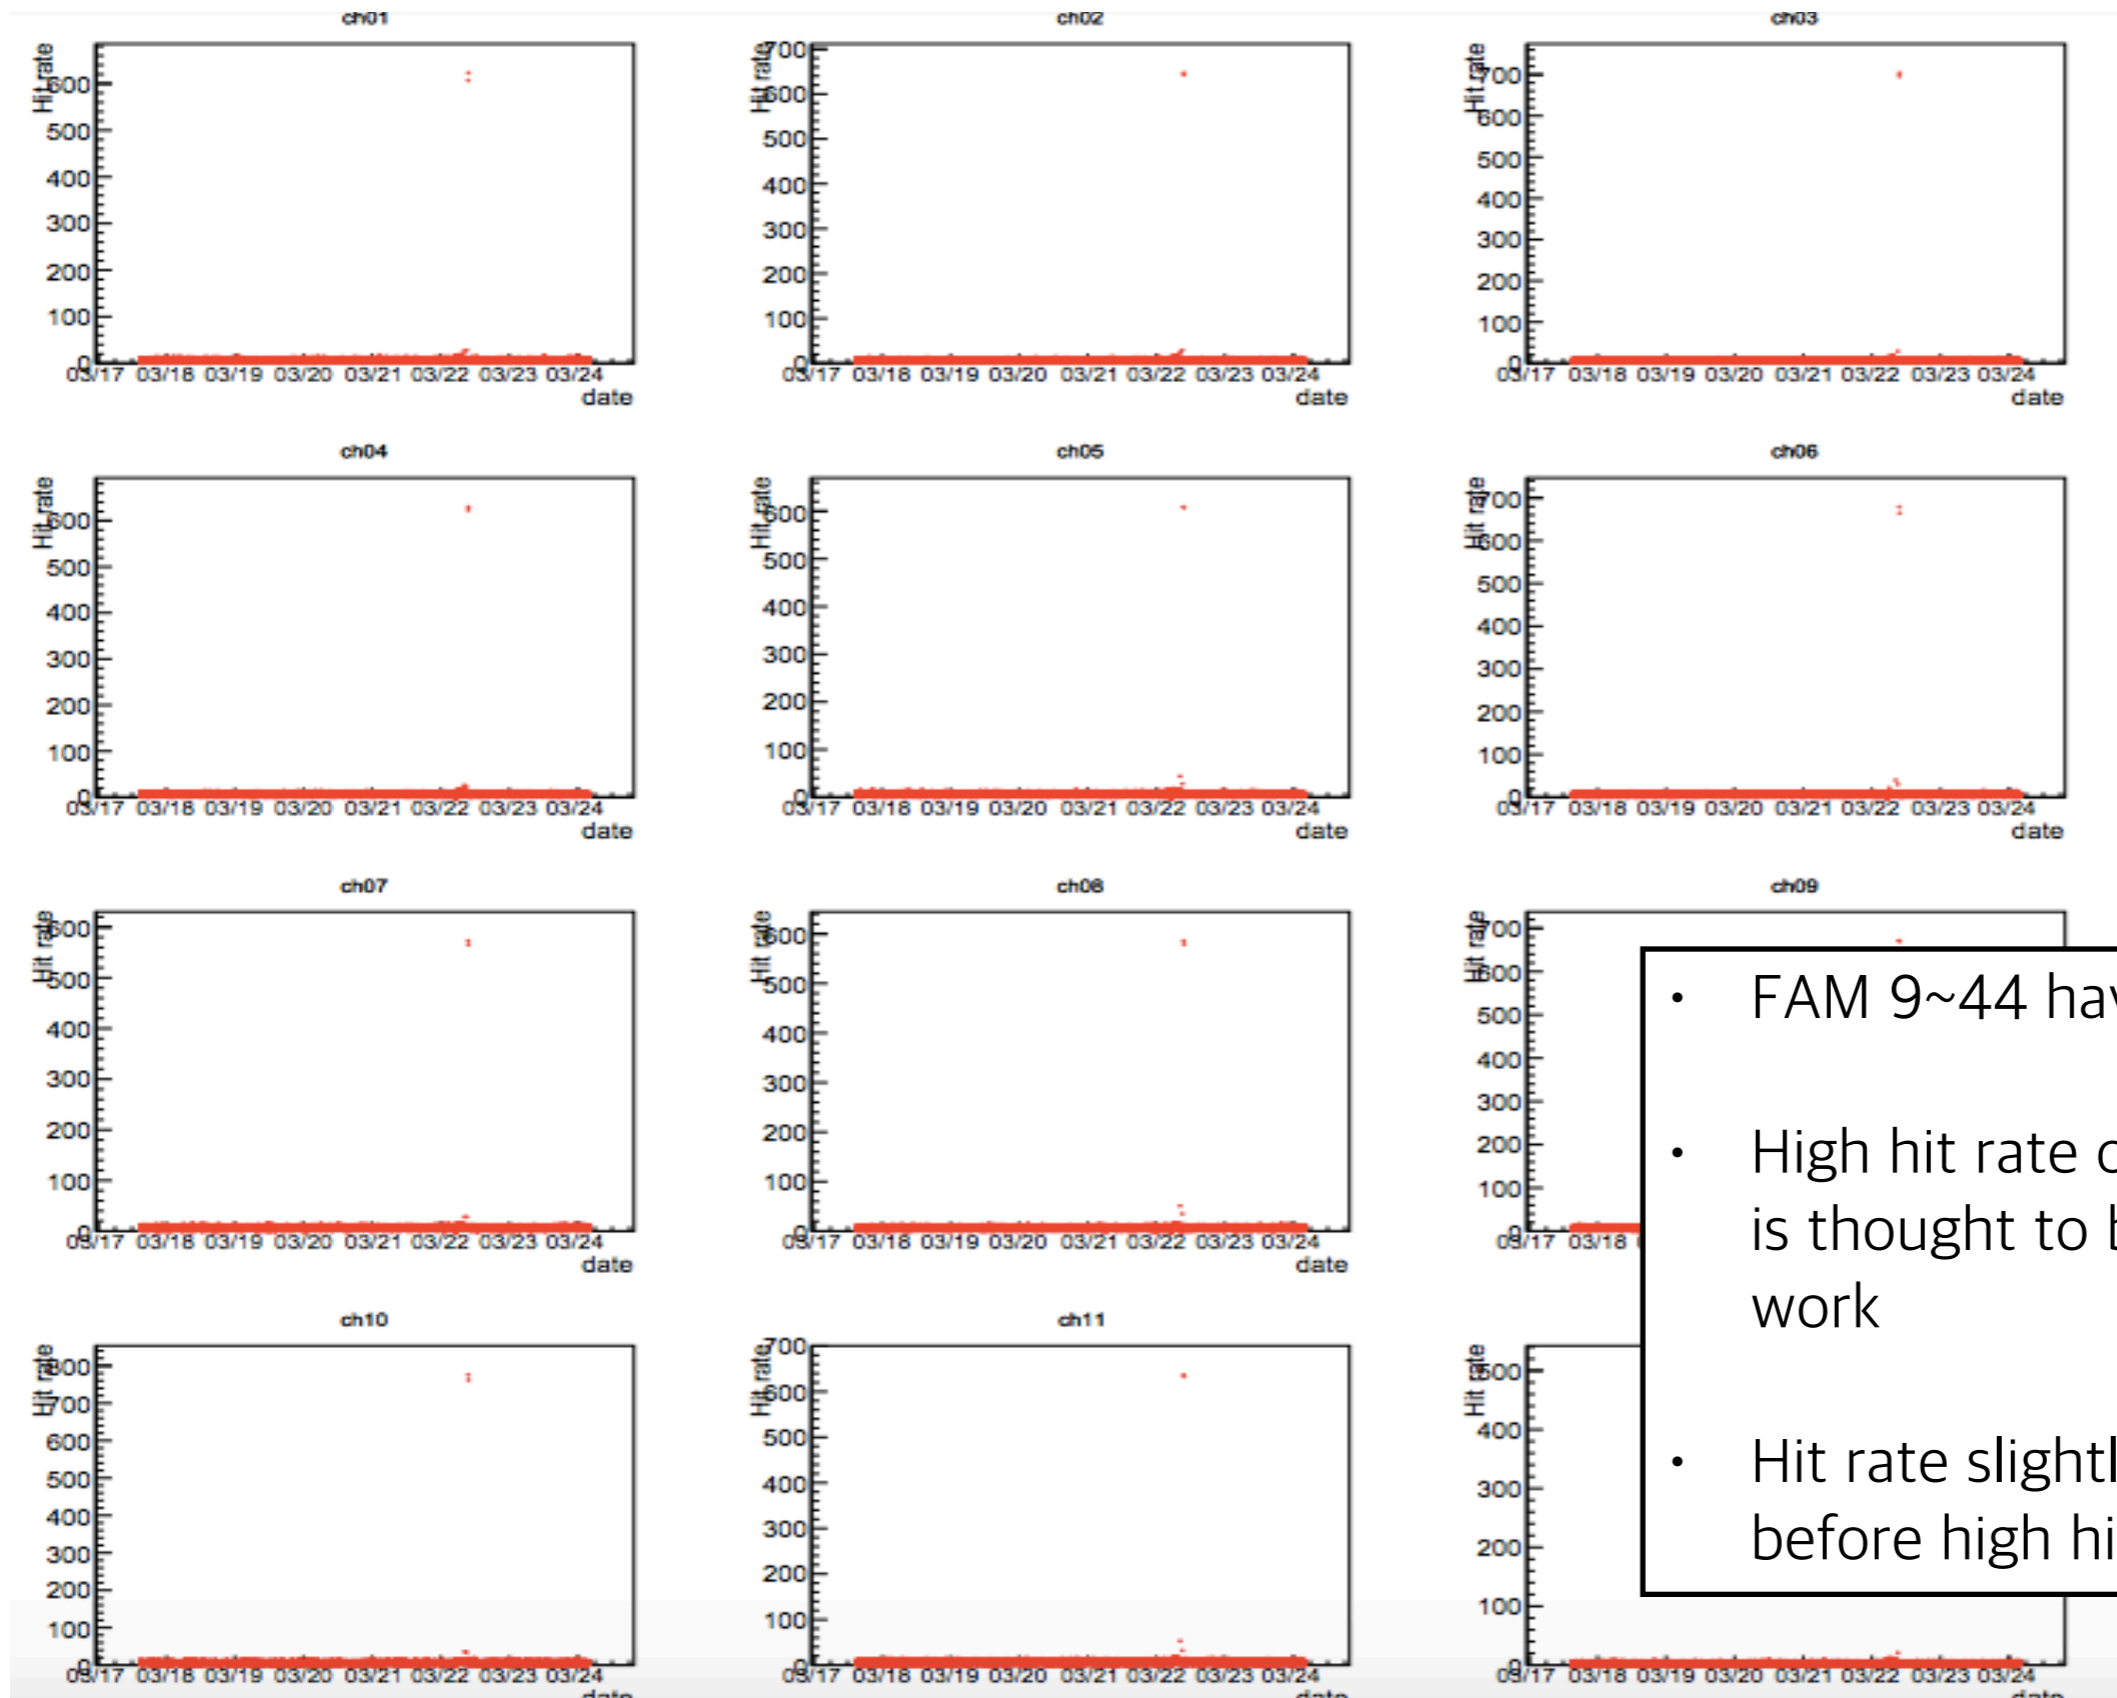 ch01 ch02 ch03
Hit rate Hit rate Hit rate
600 700 700
500 600 600
400 500 500
300 400 400
200 300 300
100 200 200
0 100 100
0 0
03/17 03/18 03/19 03/20 03/21 03/22 03/23 03/24 03/17 03/18 03/19 03/20 03/21 03/22 03/23 03/24 03/17 03/18 03/19 03/20 03/21 03/22 03/23 03/24
date date date
ch04 ch05 ch06
Hit rate Hit rate Hit rate
600 600 700
500 500 600
400 400 500
300 300 400
200 200 300
100 100 200
0 0 100
0
03/17 03/18 03/19 03/20 03/21 03/22 03/23 03/24 03/17 03/18 03/19 03/20 03/21 03/22 03/23 03/24 03/17 03/18 03/19 03/20 03/21 03/22 03/23 03/24
date date date
ch07 ch08 ch09
Hit rate Hit rate Hit rate
600 600 700
500 500 600
400 400 500
300 300 400
200 200 300
100 100 200
0 0 100
0
03/17 03/18 03/19 03/20 03/21 03/22 03/23 03/24 03/17 03/18 03/19 03/20 03/21 03/22 03/23 03/24 03/17 03/18
date date
ch10 ch11
Hit rate Hit rate Hit rate
800 700 500
700 600 400
600 500 300
500 400 200
400 300 100
300 200 0
200 100
100 0
0
03/17 03/18 03/19 03/20 03/21 03/22 03/23 03/24 03/17 03/18 03/19 03/20 03/21 03/22 03/23 03/24 03/17 03/18 03/19 03/20 03/21 03/22 03/23 03/24
date date date
• FAM 9~44
• High hit rate
is thought to
work
• Hit rate
before high